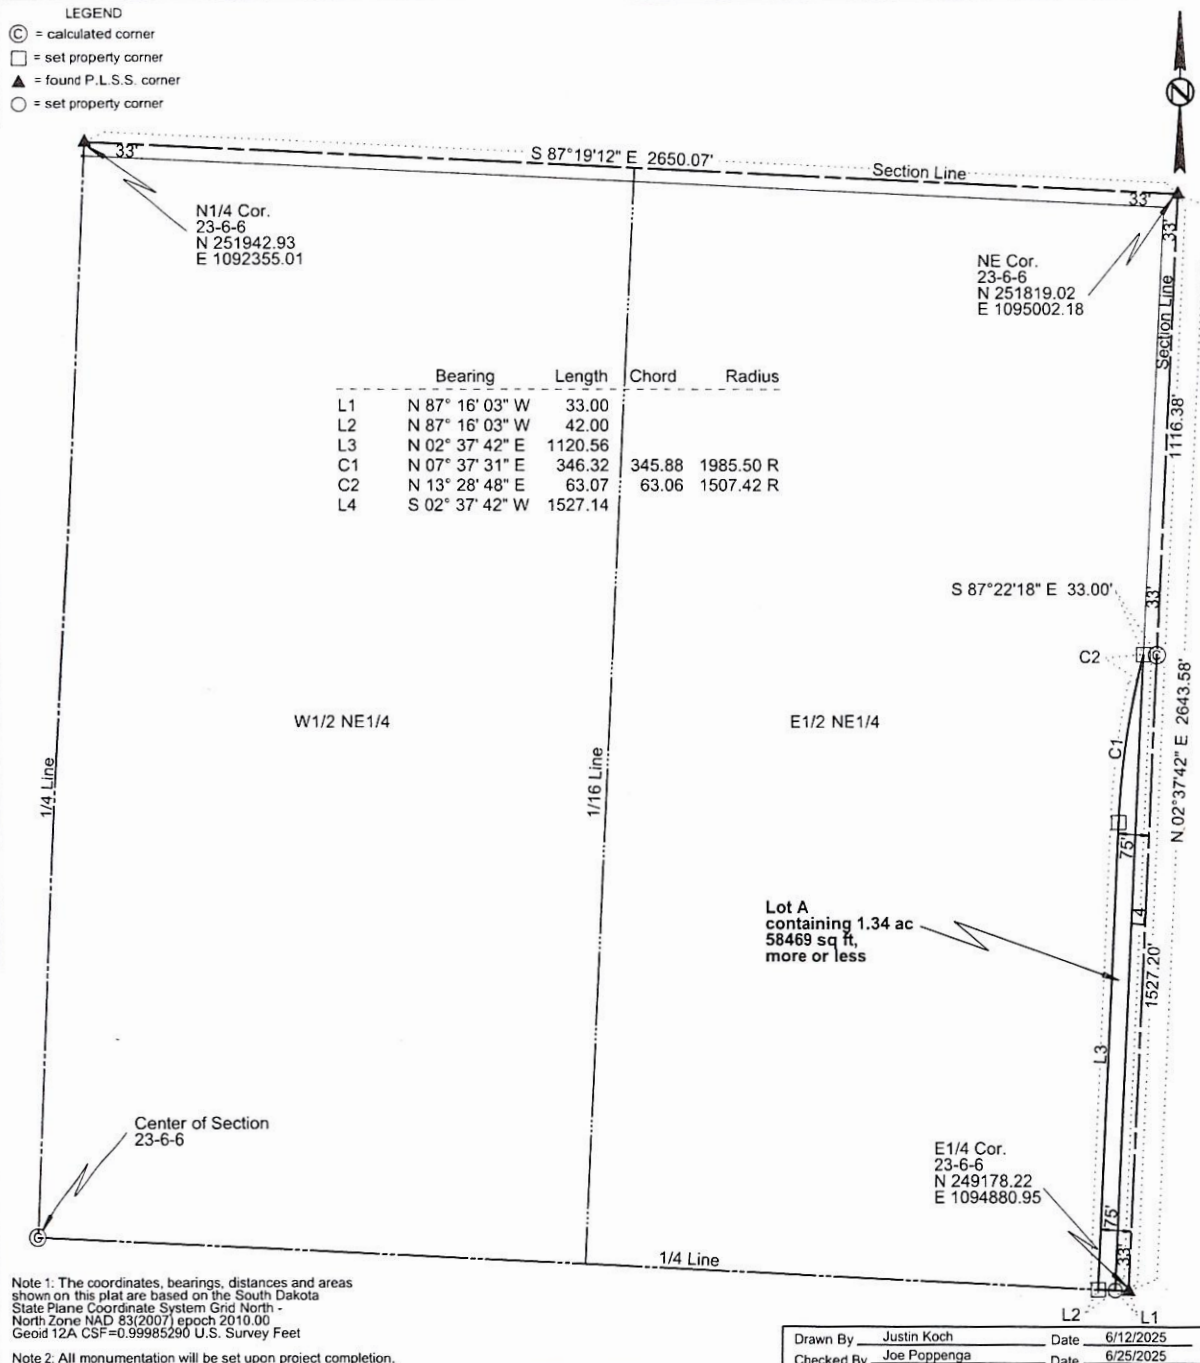 LEGEND
Ⓒ = calculated corner
□ = set property corner
▲ = found P.L.S.S. corner
○ = set property corner
N
33'
S 87°19'12" E 2650.07'
Section Line
33'
33'
N1/4 Cor.
23-6-6
N 251942.93
E 1092355.01
NE Cor.
23-6-6
N 251819.02
E 1095002.18
Section Line
1116.38'
Bearing Length Chord Radius
L1 N 87° 16' 03" W 33.00
L2 N 87° 16' 03" W 42.00
L3 N 02° 37' 42" E 1120.56
C1 N 07° 37' 31" E 346.32 345.88 1985.50 R
C2 N 13° 28' 48" E 63.07 63.06 1507.42 R
L4 S 02° 37' 42" W 1527.14
S 87°22'18" E 33.00'
33'
C2
C
N 02°37'42" E 2643.58'
W1/2 NE1/4
E1/2 NE1/4
C1
1/4 Line
1/16 Line
75'
Lot A
containing 1.34 ac
58469 sq ft,
more or less
L4
1527.20'
L3
Center of Section
23-6-6
E1/4 Cor.
23-6-6
N 249178.22
E 1094880.95
75'
33'
C
1/4 Line
L2
L1
Note 1: The coordinates, bearings, distances and areas
shown on this plat are based on the South Dakota
State Plane Coordinate System Grid North -
North Zone NAD 83(2007) epoch 2010.00
Geoid 12A CSF=0.99985290 U.S. Survey Feet
Note 2: All monumentation will be set upon project completion.
Drawn By Justin Koch Date 6/12/2025
Checked By Joe Poppenga Date 6/25/2025